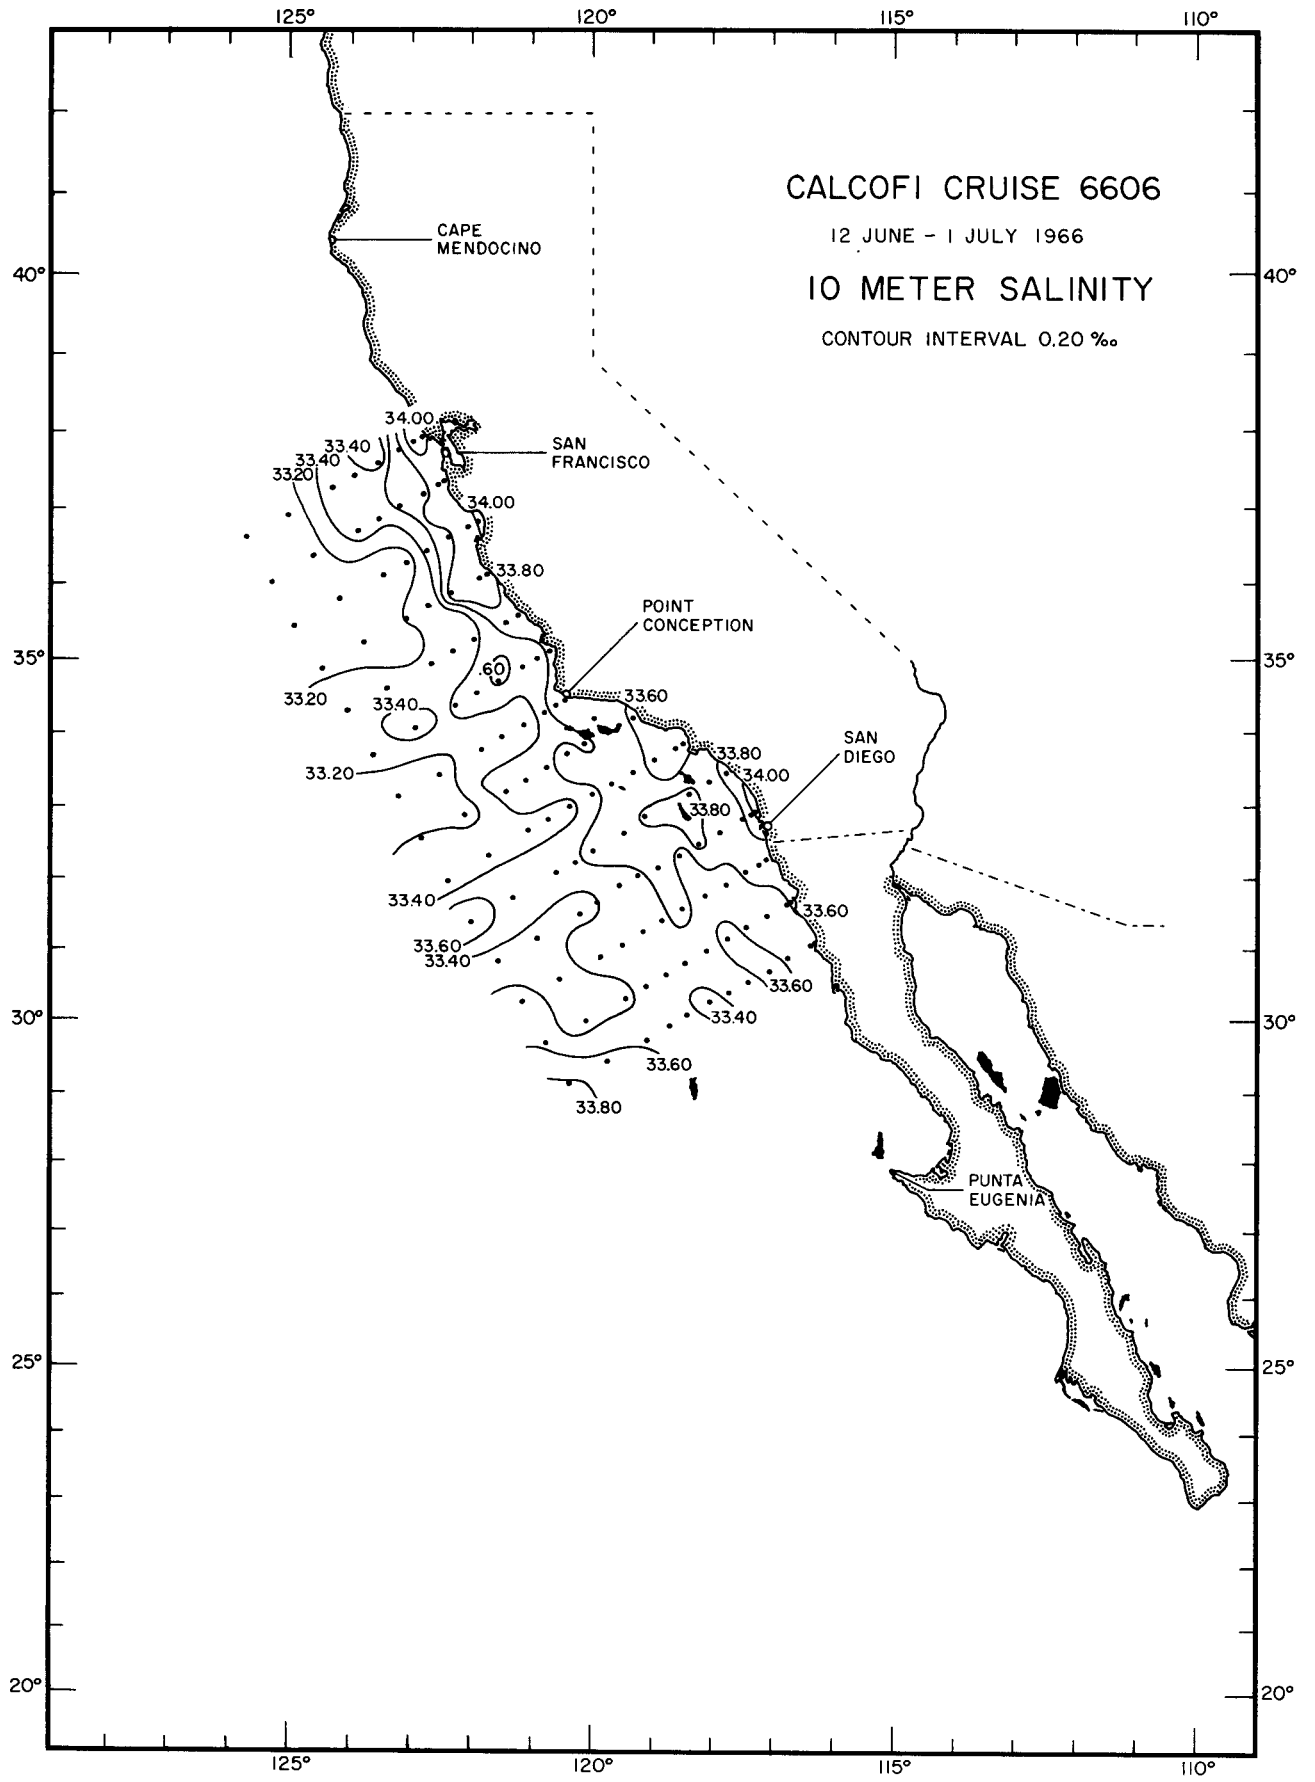 125° 120° 115° 110°
CALCOFI CRUISE 6606
12 JUNE - 1 JULY 1966
10 METER SALINITY
CONTOUR INTERVAL 0.20 ‰
CAPE
MENDOCINO
40° 40°
34.00
SAN
FRANCISCO
33.40
33.40
33.20
34.00
33.80
POINT
CONCEPTION
35° 35°
.60
33.20
33.40
33.60
SAN
DIEGO
33.80
33.20
34.00
33.80
33.40
33.60
33.60
33.40
33.60
30° 30°
33.40
33.60
33.80
PUNTA
EUGENIA
25° 25°
20° 20°
125° 120° 115° 110°